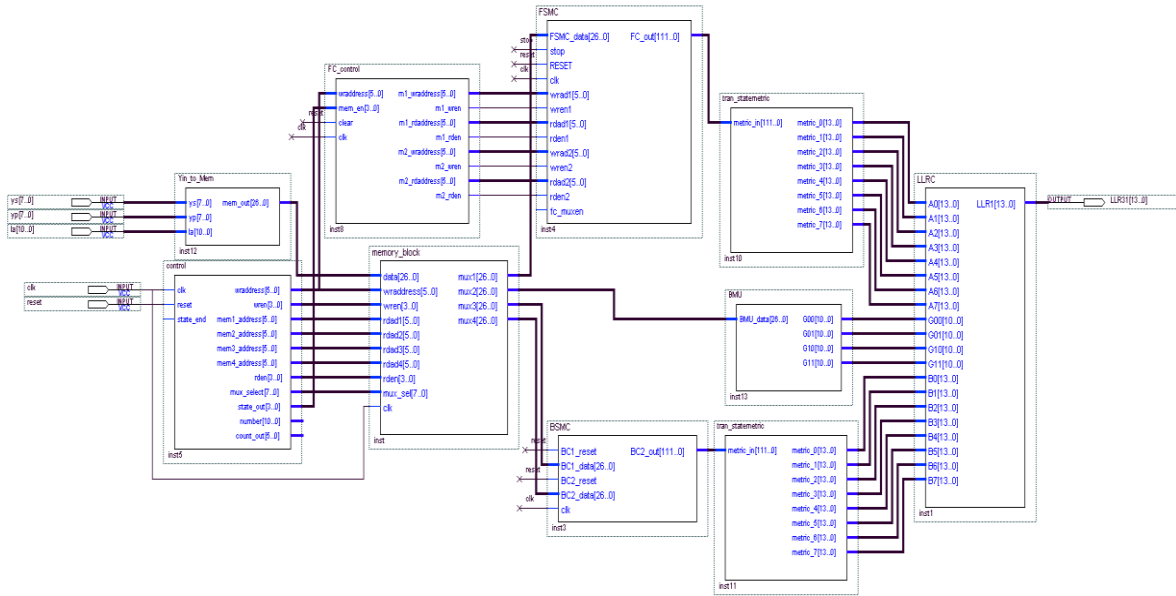 FSMC
FSMC_data[26..0] FC_out[111..0]
stop stop
reset RESET
clk clk
wrad1[5..0]
wren1
rdad1[5..0]
rden1
wrad2[5..0]
wren2
rdad2[5..0]
rden2
fc_muxen
inst4
FC_control
wraddress[5..0] m1_wraddress[5..0]
mem_en[3..0] m1_wren
reset clear m1_rdaddress[5..0]
clk clk m1_rden
m2_wraddress[5..0]
m2_wren
m2_rdaddress[5..0]
m2_rden
inst8
tran_statemetric
metric_in[111..0] metric_0[13..0]
metric_1[13..0]
metric_2[13..0]
metric_3[13..0]
metric_4[13..0]
metric_5[13..0]
metric_6[13..0]
metric_7[13..0]
inst10
Yin_to_Mem
ys[7..0] INPUT VCC ys[7..0] mem_out[26..0]
yp[7..0] INPUT VCC yp[7..0]
la[10..0] INPUT VCC la[10..0]
inst12
control
clk INPUT VCC clk wraddress[5..0]
reset INPUT VCC reset wren[3..0]
state_end mem1_address[5..0]
mem2_address[5..0]
mem3_address[5..0]
mem4_address[5..0]
rden[3..0]
mux_select[7..0]
state_out[3..0]
number[10..0]
count_out[5..0]
inst5
memory_block
data[26..0] mux1[26..0]
wraddress[5..0] mux2[26..0]
wren[3..0] mux3[26..0]
rdad1[5..0] mux4[26..0]
rdad2[5..0]
rdad3[5..0]
rdad4[5..0]
rden[3..0]
mux_sel[7..0]
clk
inst
BMU
BMU_data[26..0] G00[10..0]
G01[10..0]
G10[10..0]
G11[10..0]
inst13
BSMC
reset BC1_reset BC2_out[111..0]
BC1_data[26..0]
reset BC2_reset
BC2_data[26..0]
clk clk
inst3
tran_statemetric
metric_in[111..0] metric_0[13..0]
metric_1[13..0]
metric_2[13..0]
metric_3[13..0]
metric_4[13..0]
metric_5[13..0]
metric_6[13..0]
metric_7[13..0]
inst11
LLRC
A0[13..0] LLR1[13..0] OUTPUT LLR31[13..0]
A1[13..0]
A2[13..0]
A3[13..0]
A4[13..0]
A5[13..0]
A6[13..0]
A7[13..0]
G00[10..0]
G01[10..0]
G10[10..0]
G11[10..0]
B0[13..0]
B1[13..0]
B2[13..0]
B3[13..0]
B4[13..0]
B5[13..0]
B6[13..0]
B7[13..0]
inst1